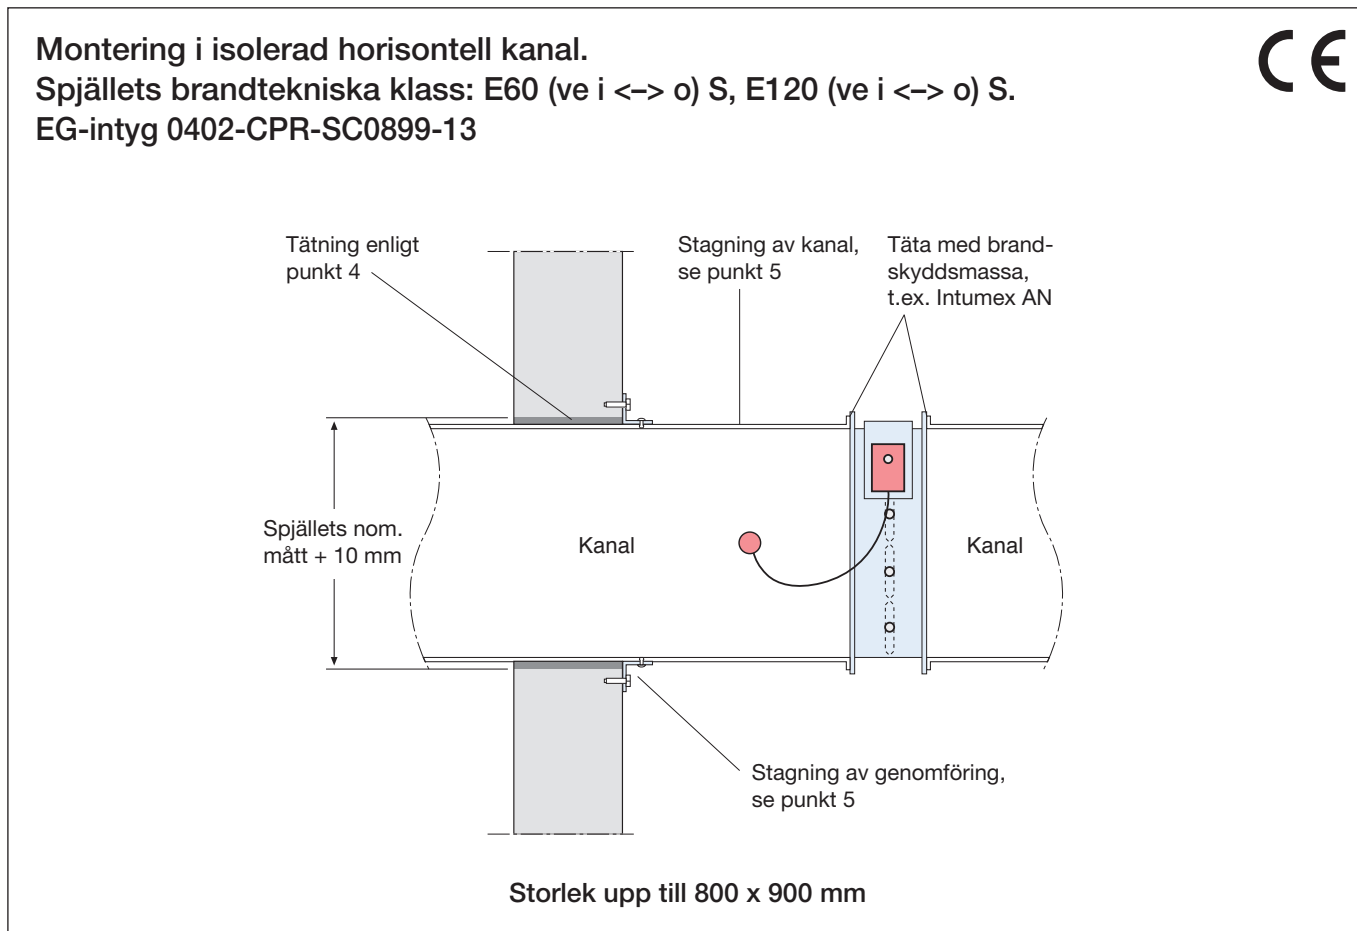 Montering i isolerad horisontell kanal.
Spjällets brandtekniska klass: E60 (ve i <–> o) S, E120 (ve i <–> o) S.
EG-intyg 0402-CPR-SC0899-13
CE
Tätning enligt
punkt 4
Stagning av kanal,
se punkt 5
Täta med brand-
skyddsmassa,
t.ex. Intumex AN
Spjällets nom.
mått + 10 mm
Kanal
Kanal
Stagning av genomföring,
se punkt 5
Storlek upp till 800 x 900 mm